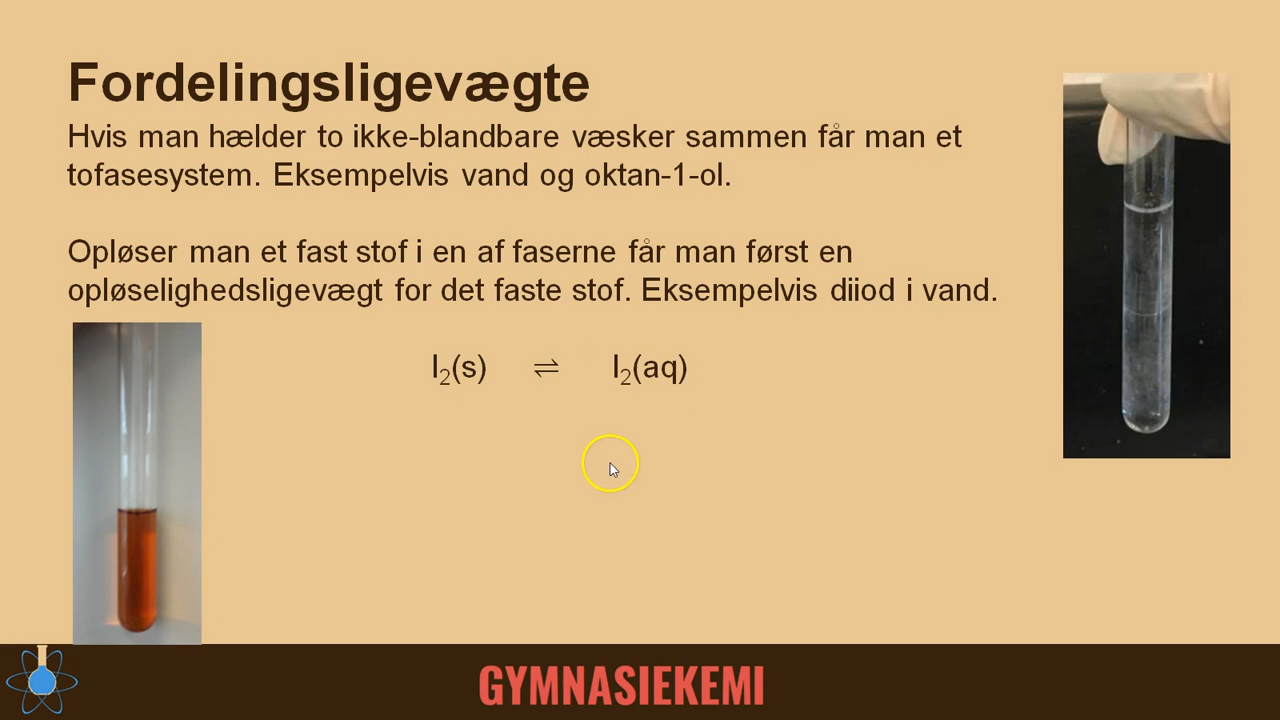 Fordelingsligevægte
Hvis man hælder to ikke-blandbare væsker sammen får man et
tofasesystem. Eksempelvis vand og oktan-1-ol.
Opløser man et fast stof i en af faserne får man først en
opløselighedsligevægt for det faste stof. Eksempelvis diiod i vand.
I₂(s) ⇌ I₂(aq)
GYMNASIEKEMI